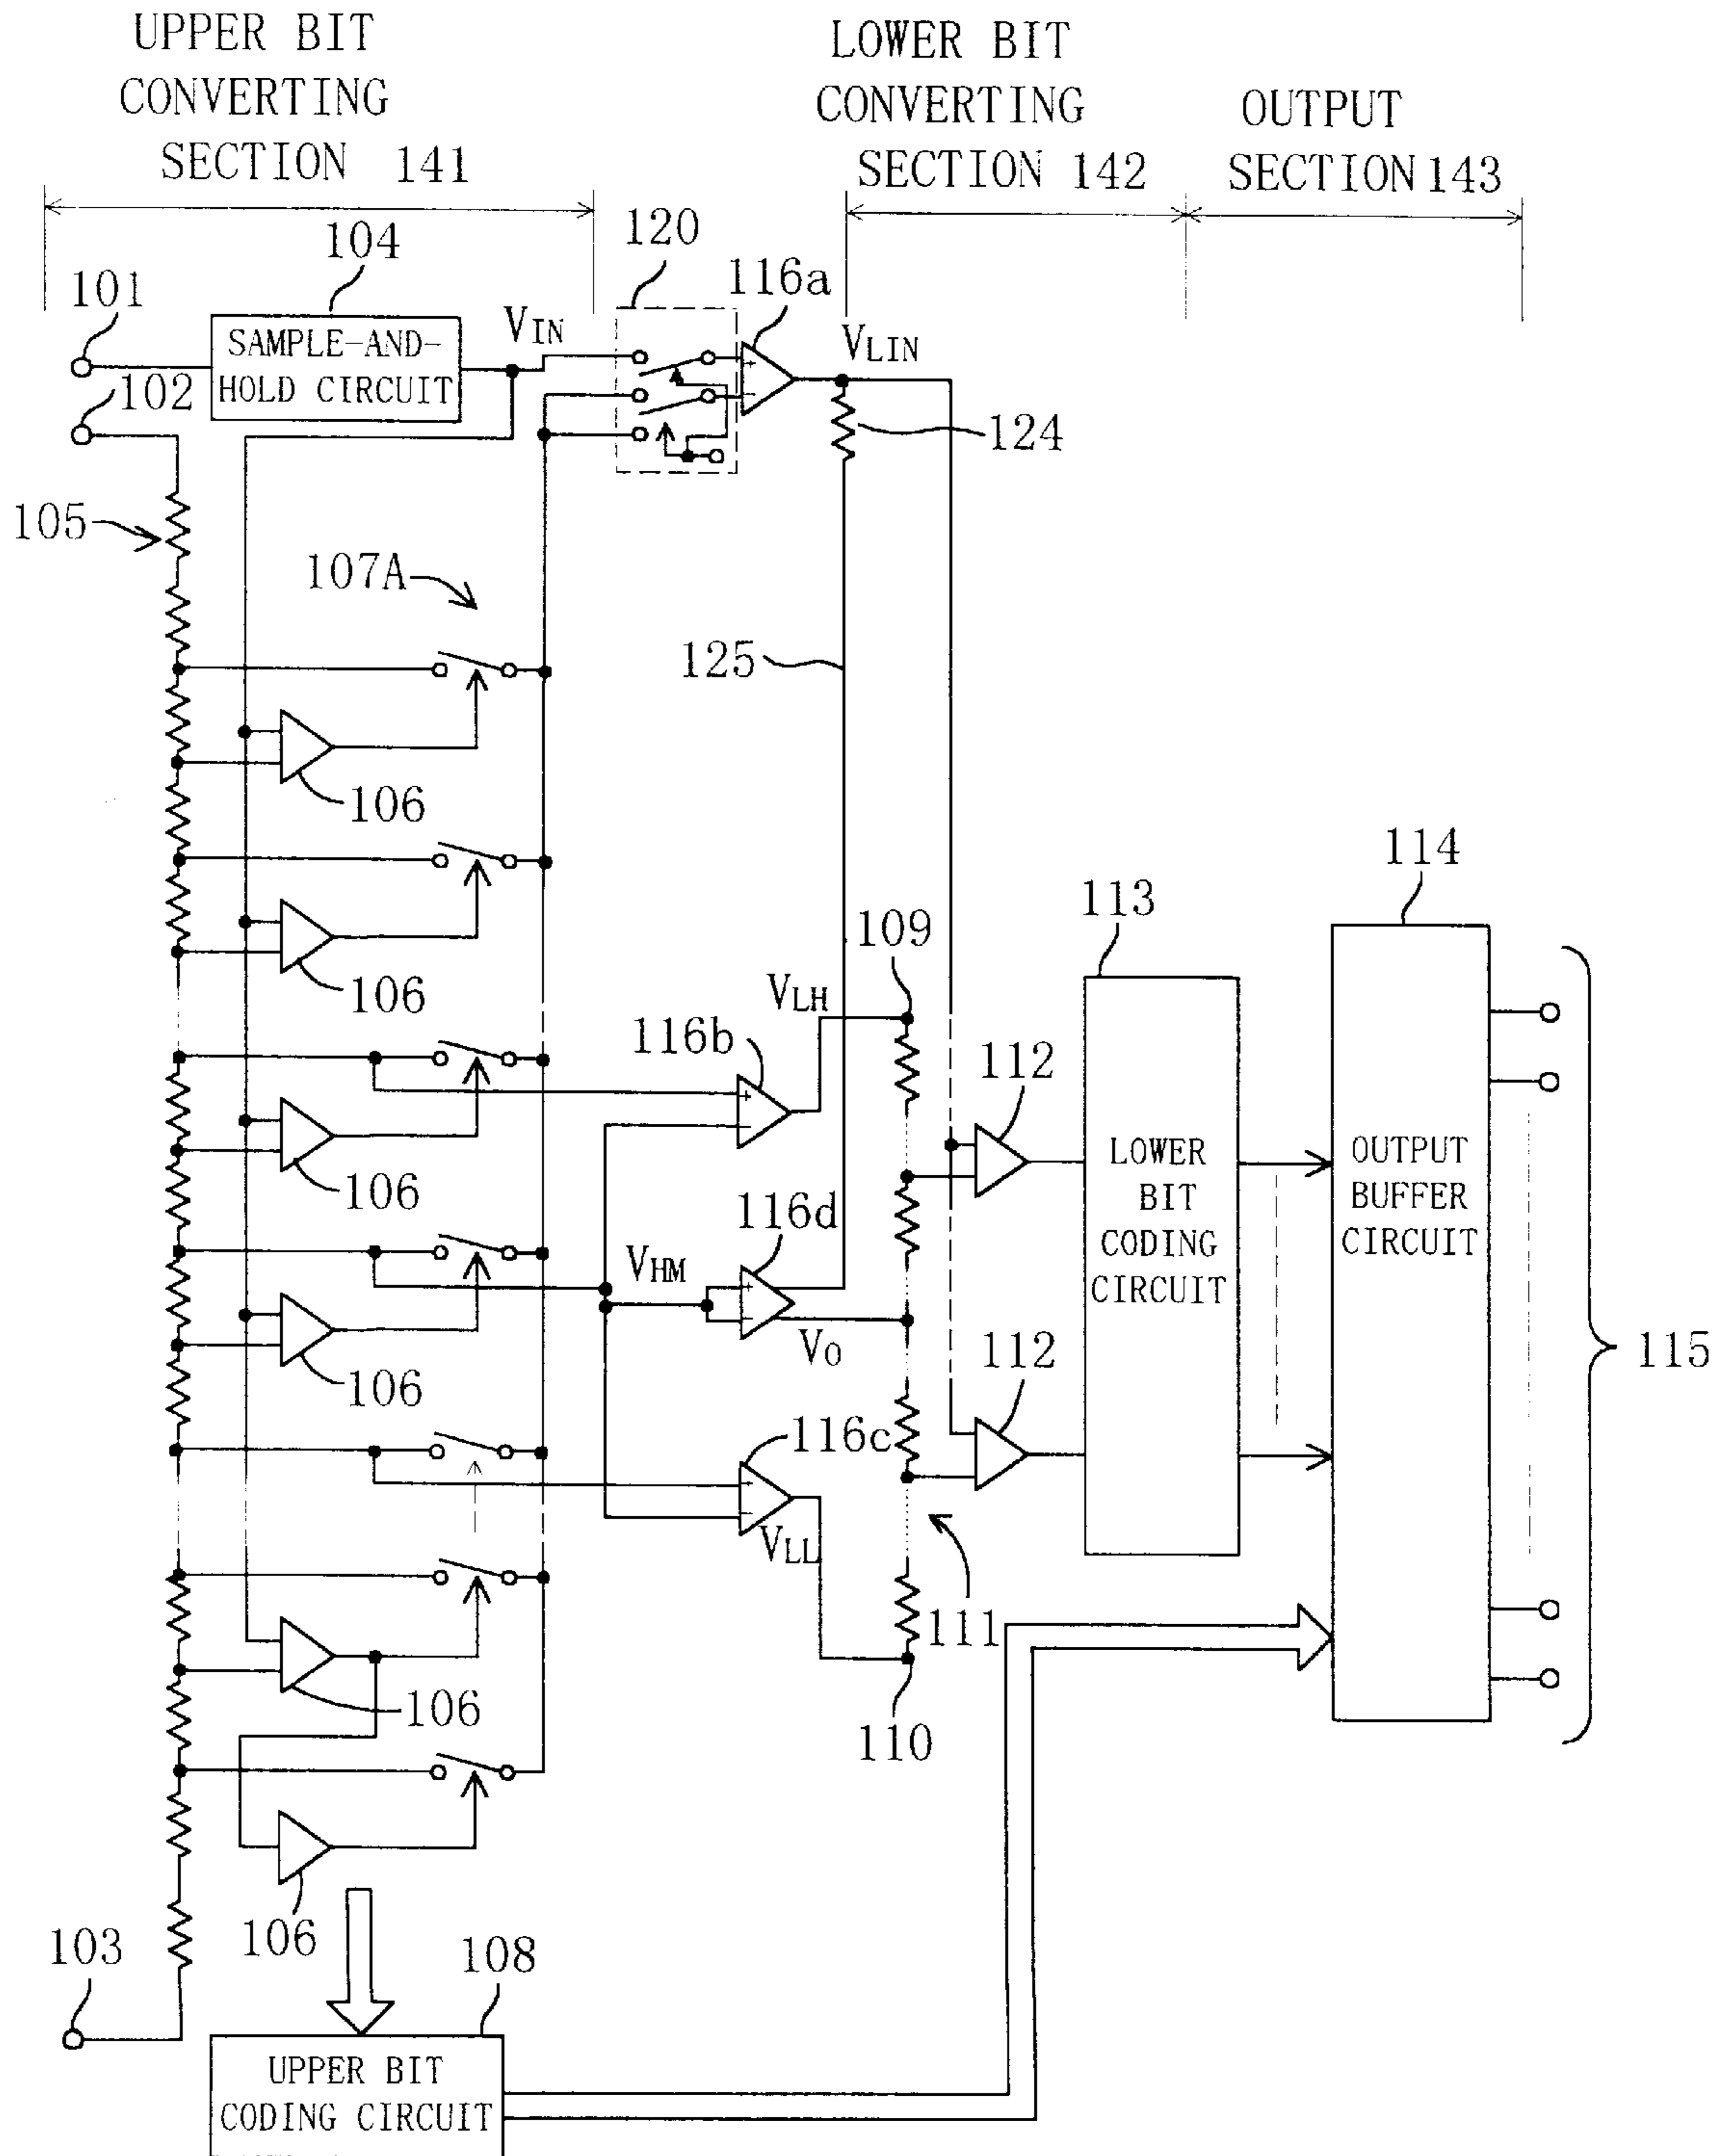 UPPER BIT
CONVERTING
SECTION 141
LOWER BIT
CONVERTING
SECTION 142
OUTPUT
SECTION 143
120
104
116a
101
VIN
VLIN
SAMPLE-AND-
HOLD CIRCUIT
102
124
105
107A
125
106
114
113
109
106
VLH
116b
112
LOWER
BIT
CODING
CIRCUIT
OUTPUT
BUFFER
CIRCUIT
106
116d
VHM
VO
112
115
106
116c
VLL
111
106
110
106
103
108
UPPER BIT
CODING CIRCUIT